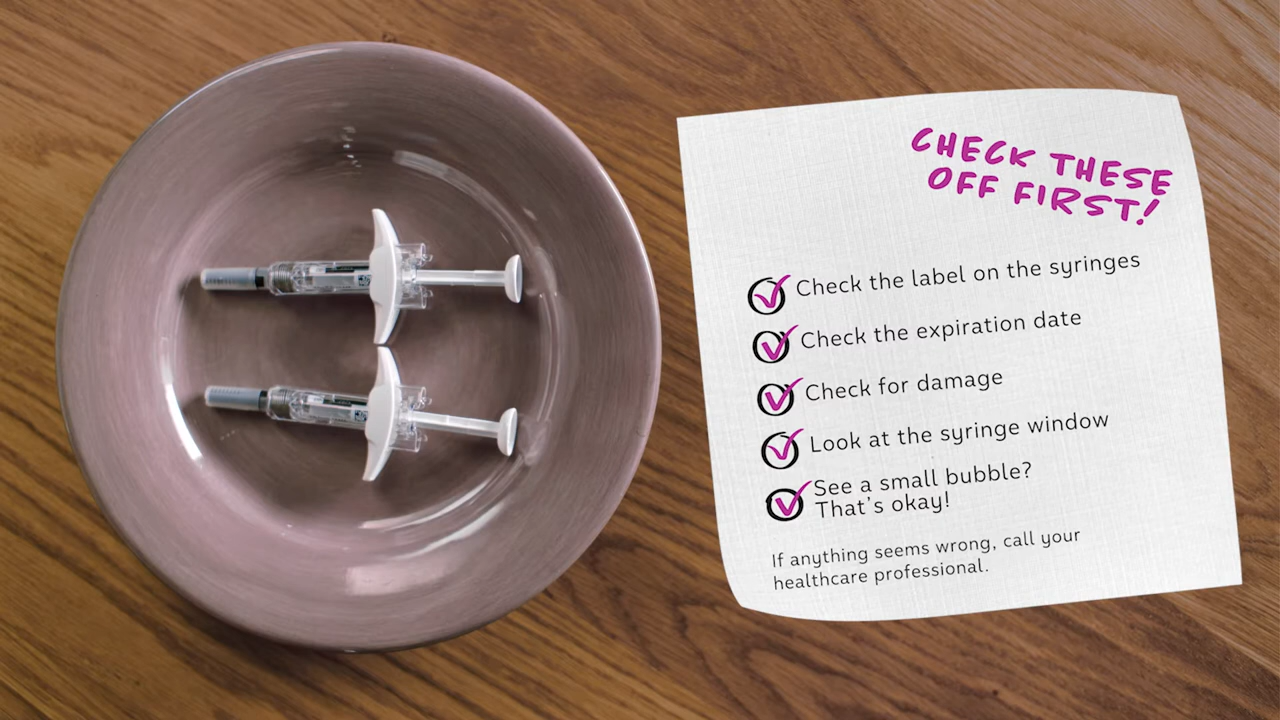 CHECK THESE
OFF FIRST!
Check the label on the syringes
Check the expiration date
Check for damage
Look at the syringe window
See a small bubble?
That's okay!
If anything seems wrong, call your
healthcare professional.